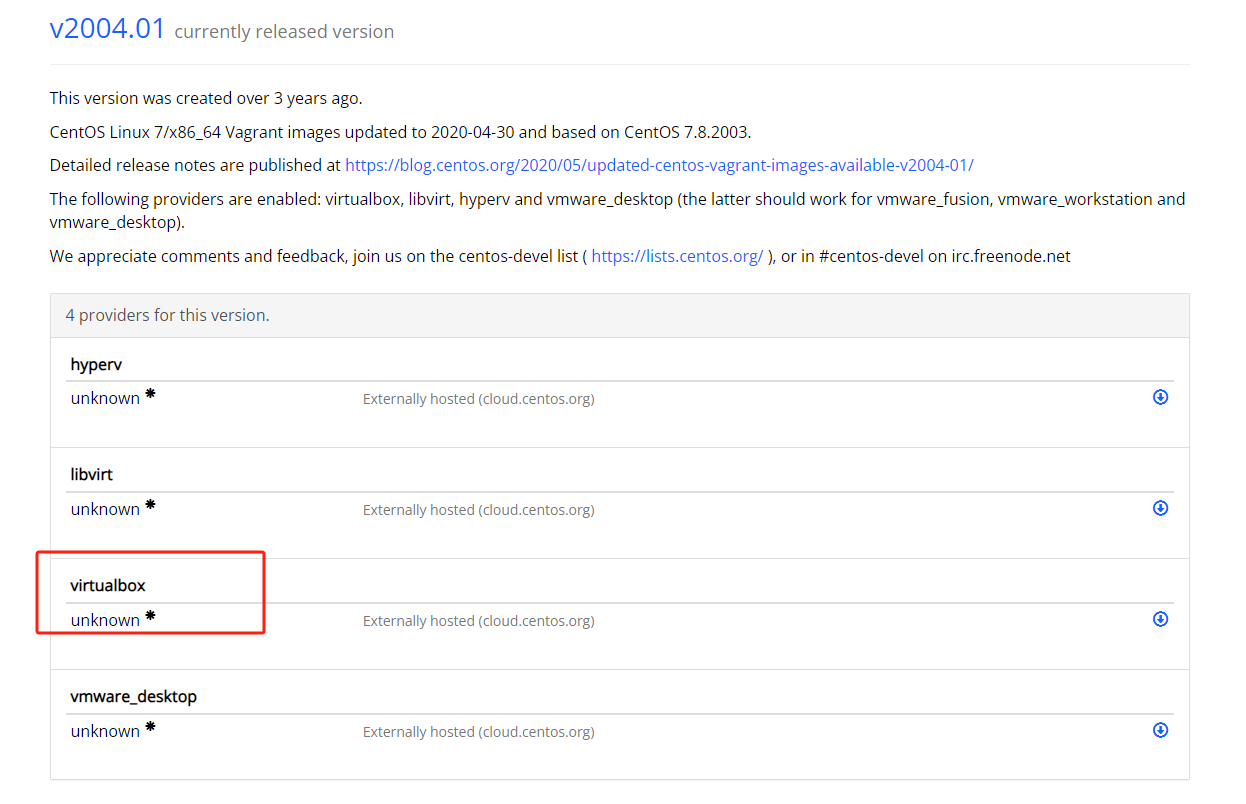 v2004.01 currently released version
This version was created over 3 years ago.
CentOS Linux 7/x86_64 Vagrant images updated to 2020-04-30 and based on CentOS 7.8.2003.
Detailed release notes are published at https://blog.centos.org/2020/05/updated-centos-vagrant-images-available-v2004-01/
The following providers are enabled: virtualbox, libvirt, hyperv and vmware_desktop (the latter should work for vmware_fusion, vmware_workstation and
vmware_desktop).
We appreciate comments and feedback, join us on the centos-devel list ( https://lists.centos.org/ ), or in #centos-devel on irc.freenode.net
4 providers for this version.
hyperv
unknown * Externally hosted (cloud.centos.org)
libvirt
unknown * Externally hosted (cloud.centos.org)
virtualbox
unknown * Externally hosted (cloud.centos.org)
vmware_desktop
unknown * Externally hosted (cloud.centos.org)